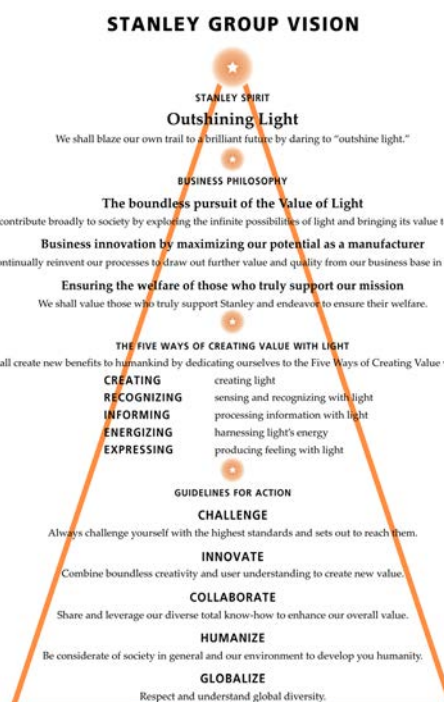 STANLEY GROUP VISION
STANLEY SPIRIT
Outshining Light
We shall blaze our own trail to a brilliant future by daring to “outshine light.”
BUSINESS PHILOSOPHY
The boundless pursuit of the Value of Light
contribute broadly to society by exploring the infinite possibilities of light and bringing its value t
Business innovation by maximizing our potential as a manufacturer
ontinually reinvent our processes to draw out further value and quality from our business base in
Ensuring the welfare of those who truly support our mission
We shall value those who truly support Stanley and endeavor to ensure their welfare.
THE FIVE WAYS OF CREATING VALUE WITH LIGHT
all create new benefits to humankind by dedicating ourselves to the Five Ways of Creating Value
CREATING creating light
RECOGNIZING sensing and recognizing with light
INFORMING processing information with light
ENERGIZING harnessing light's energy
EXPRESSING producing feeling with light
GUIDELINES FOR ACTION
CHALLENGE
Always challenge yourself with the highest standards and sets out to reach them.
INNOVATE
Combine boundless creativity and user understanding to create new value.
COLLABORATE
Share and leverage our diverse total know-how to enhance our overall value.
HUMANIZE
Be considerate of society in general and our environment to develop you humanity.
GLOBALIZE
Respect and understand global diversity.